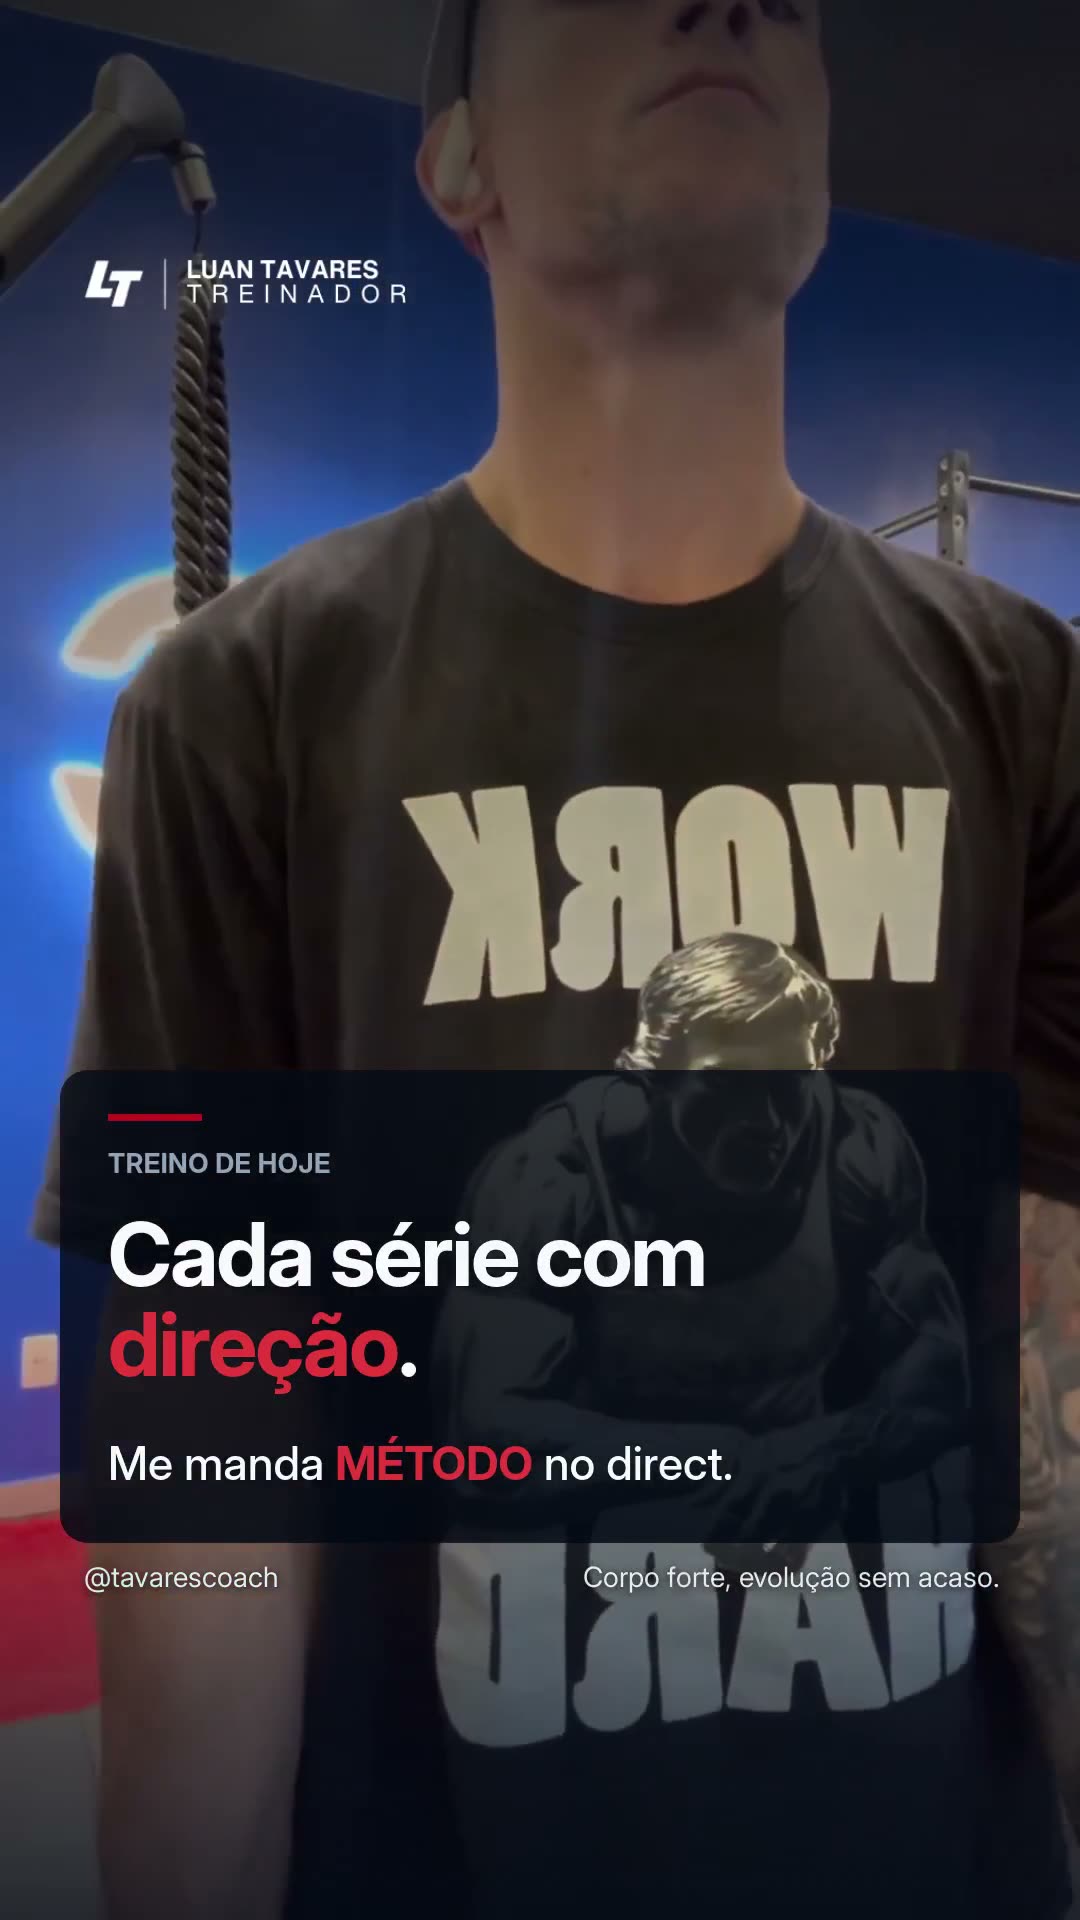 LT
LUAN TAVARES
TREINADOR
WORK
TREINO DE HOJE
Cada série com
direção.
Me manda MÉTODO no direct.
@tavarescoach
Corpo forte, evolução sem acaso.
HARD